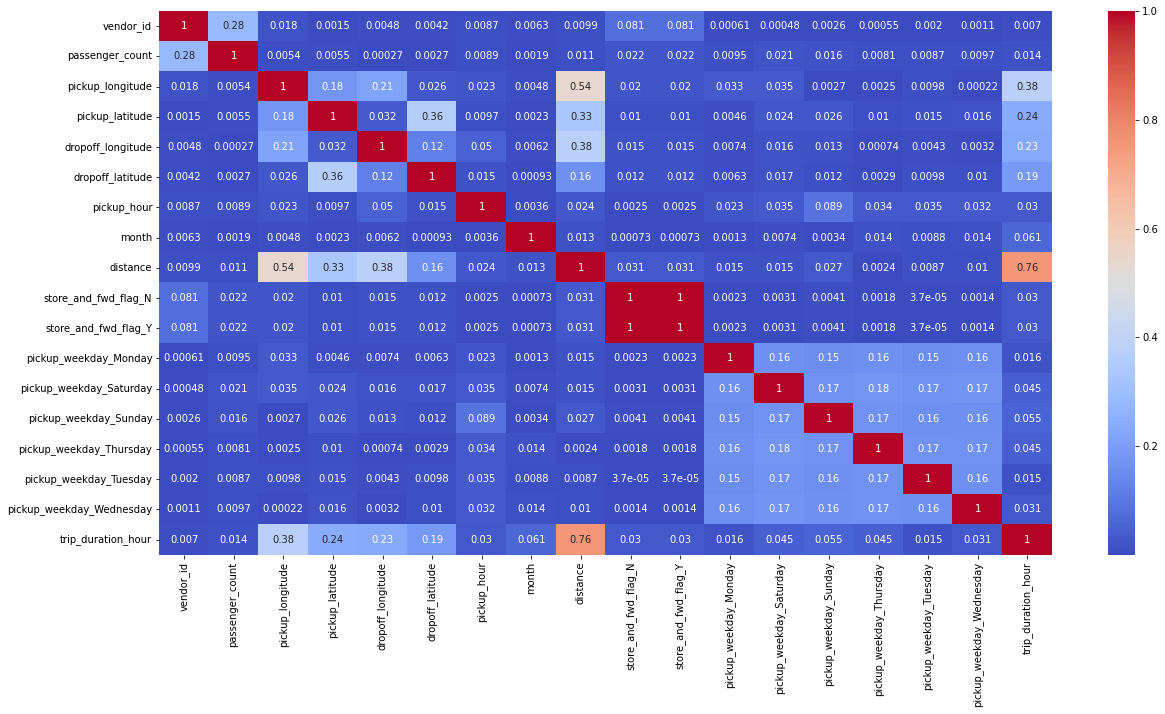 vendor_id 1 0.28 0.018 0.0015 0.0048 0.0042 0.0087 0.0063 0.0099 0.081 0.081 0.00061 0.00048 0.0026 0.00055 0.002 0.0011 0.007
passenger_count 0.28 1 0.0054 0.0055 0.00027 0.0027 0.0089 0.0019 0.011 0.022 0.022 0.0095 0.021 0.016 0.0081 0.0087 0.0097 0.014
pickup_longitude 0.018 0.0054 1 0.18 0.21 0.026 0.023 0.0048 0.54 0.02 0.02 0.033 0.035 0.0027 0.0025 0.0098 0.00022 0.38
pickup_latitude 0.0015 0.0055 0.18 1 0.032 0.36 0.0097 0.0023 0.33 0.01 0.01 0.0046 0.024 0.026 0.01 0.015 0.016 0.24
dropoff_longitude 0.0048 0.00027 0.21 0.032 1 0.12 0.05 0.0062 0.38 0.015 0.015 0.0074 0.016 0.013 0.00074 0.0043 0.0032 0.23
dropoff_latitude 0.0042 0.0027 0.026 0.36 0.12 1 0.015 0.00093 0.16 0.012 0.012 0.0063 0.017 0.012 0.0029 0.0098 0.01 0.19
pickup_hour 0.0087 0.0089 0.023 0.0097 0.05 0.015 1 0.0036 0.024 0.0025 0.0025 0.023 0.035 0.089 0.034 0.035 0.032 0.03
month 0.0063 0.0019 0.0048 0.0023 0.0062 0.00093 0.0036 1 0.013 0.00073 0.00073 0.0013 0.0074 0.0034 0.014 0.0088 0.014 0.061
distance 0.0099 0.011 0.54 0.33 0.38 0.16 0.024 0.013 1 0.031 0.031 0.015 0.015 0.027 0.0024 0.0087 0.01 0.76
store_and_fwd_flag_N 0.081 0.022 0.02 0.01 0.015 0.012 0.0025 0.00073 0.031 1 1 0.0023 0.0031 0.0041 0.0018 3.7e-05 0.0014 0.03
store_and_fwd_flag_Y 0.081 0.022 0.02 0.01 0.015 0.012 0.0025 0.00073 0.031 1 1 0.0023 0.0031 0.0041 0.0018 3.7e-05 0.0014 0.03
pickup_weekday_Monday 0.00061 0.0095 0.033 0.0046 0.0074 0.0063 0.023 0.0013 0.015 0.0023 0.0023 1 0.16 0.15 0.16 0.15 0.16 0.016
pickup_weekday_Saturday 0.00048 0.021 0.035 0.024 0.016 0.017 0.035 0.0074 0.015 0.0031 0.0031 0.16 1 0.17 0.18 0.17 0.17 0.045
pickup_weekday_Sunday 0.0026 0.016 0.0027 0.026 0.013 0.012 0.089 0.0034 0.027 0.0041 0.0041 0.15 0.17 1 0.17 0.16 0.16 0.055
pickup_weekday_Thursday 0.00055 0.0081 0.0025 0.01 0.00074 0.0029 0.034 0.014 0.0024 0.0018 0.0018 0.16 0.18 0.17 1 0.17 0.17 0.045
pickup_weekday_Tuesday 0.002 0.0087 0.0098 0.015 0.0043 0.0098 0.035 0.0088 0.0087 3.7e-05 3.7e-05 0.15 0.17 0.16 0.17 1 0.16 0.015
pickup_weekday_Wednesday 0.0011 0.0097 0.00022 0.016 0.0032 0.01 0.032 0.014 0.01 0.0014 0.0014 0.16 0.17 0.16 0.17 0.16 1 0.031
trip_duration_hour 0.007 0.014 0.38 0.24 0.23 0.19 0.03 0.061 0.76 0.03 0.03 0.016 0.045 0.055 0.045 0.015 0.031 1
vendor_id
passenger_count
pickup_longitude
pickup_latitude
dropoff_longitude
dropoff_latitude
pickup_hour
month
distance
store_and_fwd_flag_N
store_and_fwd_flag_Y
pickup_weekday_Monday
pickup_weekday_Saturday
pickup_weekday_Sunday
pickup_weekday_Thursday
pickup_weekday_Tuesday
pickup_weekday_Wednesday
trip_duration_hour
1.0
0.8
0.6
0.4
0.2